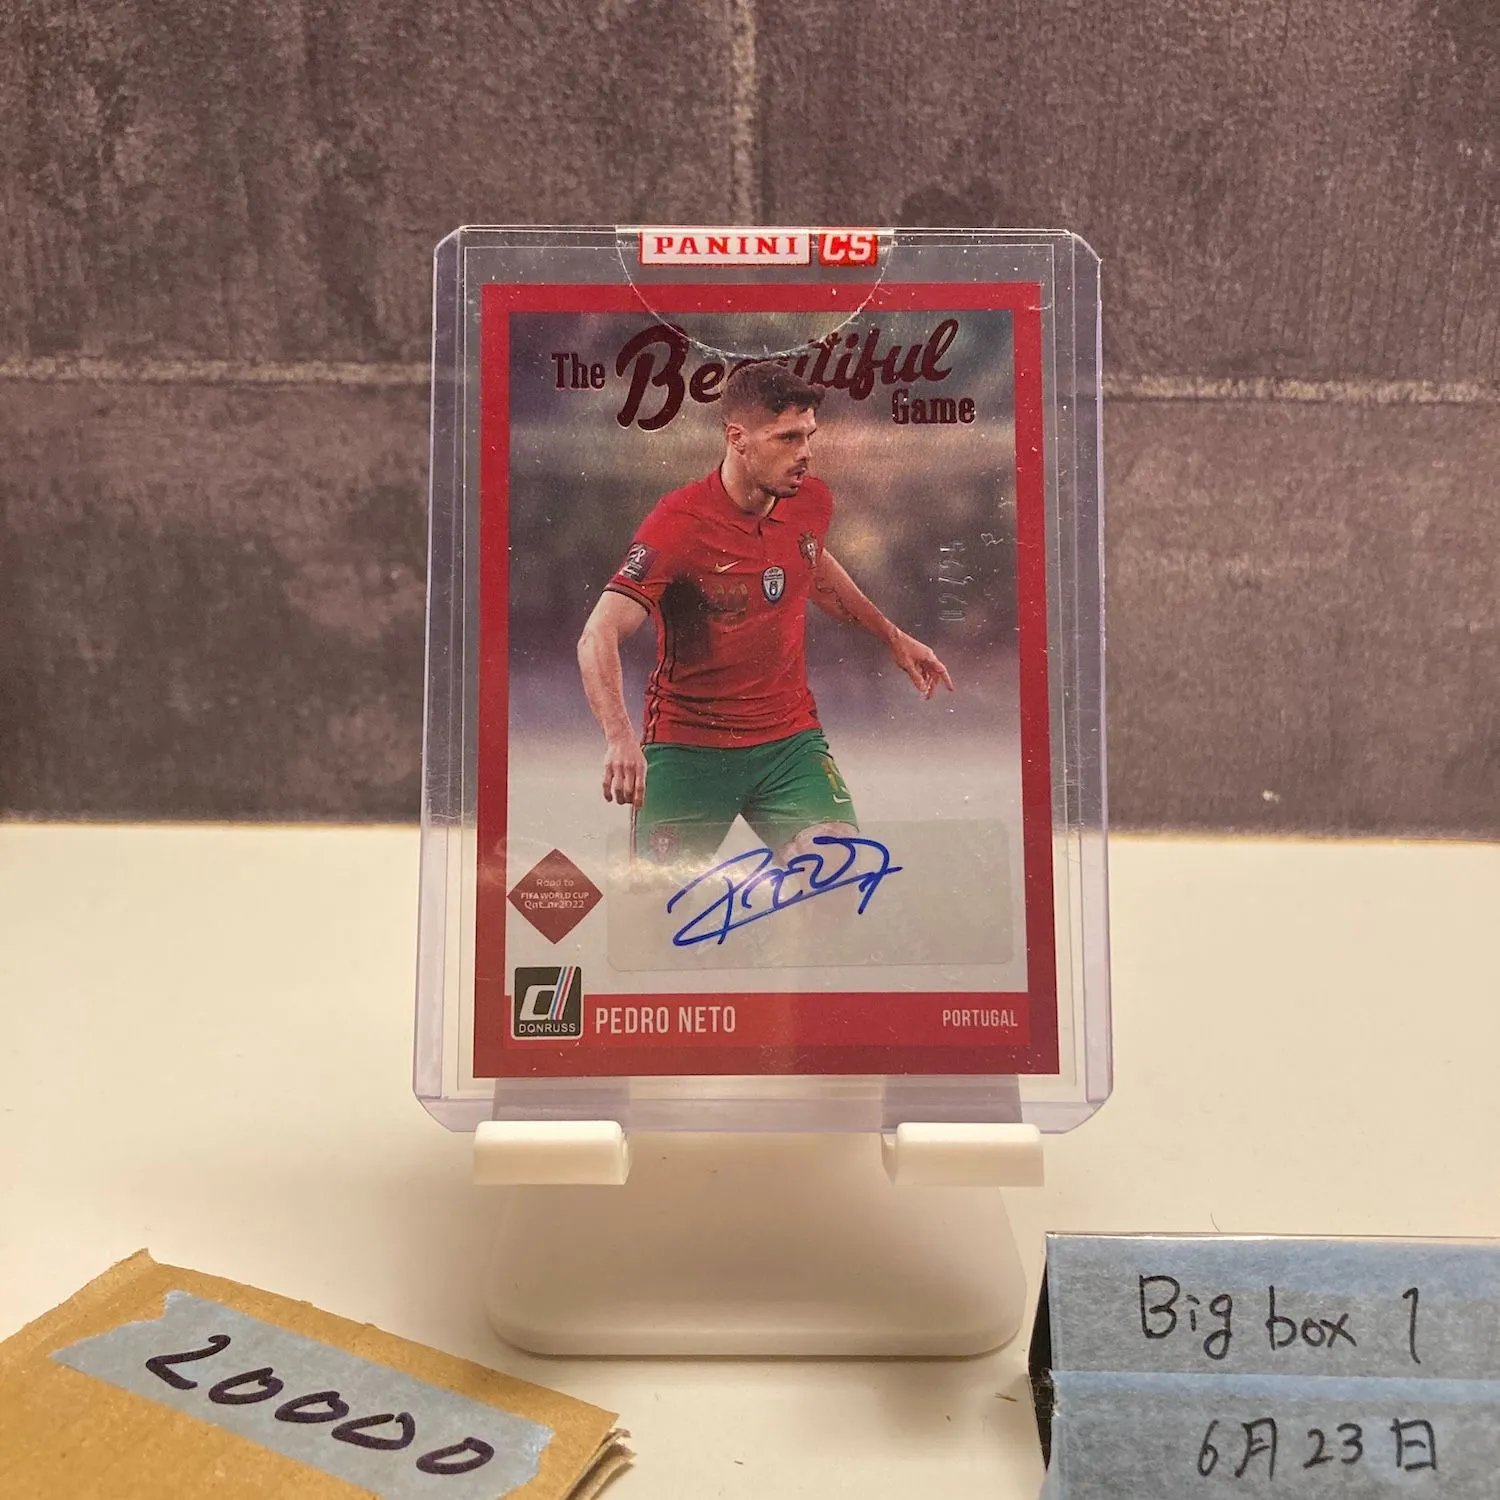 PANINI CS
The Beautiful
Game
Road to
FIFA WORLD CUP
Qatar2022
DONRUSS
PEDRO NETO
PORTUGAL
20000
Big box 1
6月23日